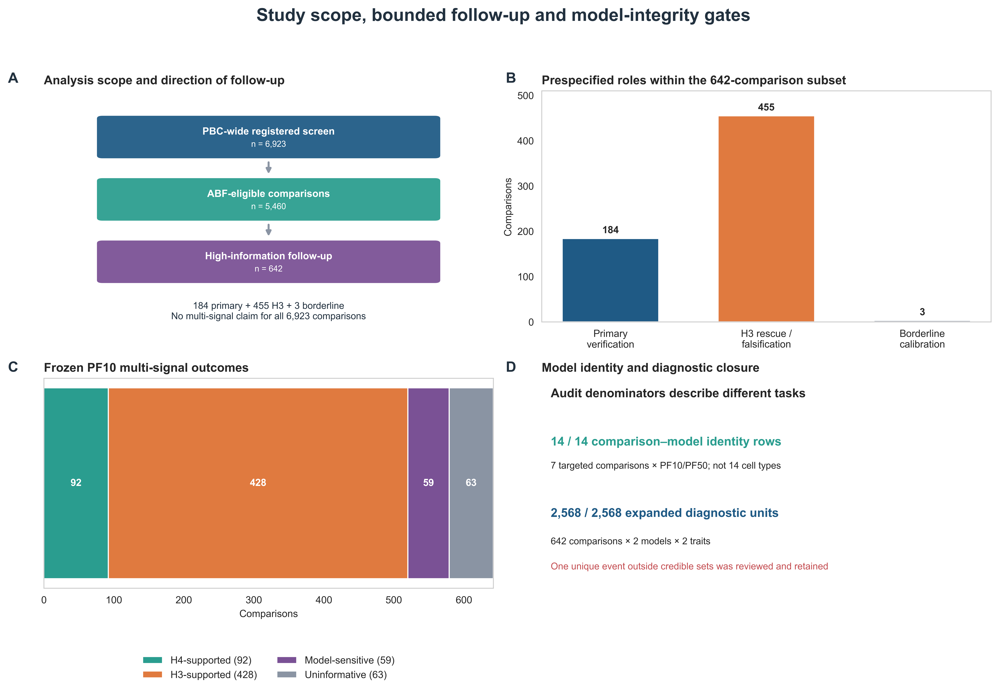 Study scope, bounded follow-up and model-integrity gates
A
Analysis scope and direction of follow-up
PBC-wide registered screen
n = 6,923
ABF-eligible comparisons
n = 5,460
High-information follow-up
n = 642
184 primary + 455 H3 + 3 borderline
No multi-signal claim for all 6,923 comparisons
B
Prespecified roles within the 642-comparison subset
Comparisons
500
400
300
200
100
0
184
455
3
Primary
verification
H3 rescue /
falsification
Borderline
calibration
C
Frozen PF10 multi-signal outcomes
92
428
59
63
0
100
200
300
400
500
600
Comparisons
H4-supported (92)
H3-supported (428)
Model-sensitive (59)
Uninformative (63)
D
Model identity and diagnostic closure
Audit denominators describe different tasks
14 / 14 comparison–model identity rows
7 targeted comparisons × PF10/PF50; not 14 cell types
2,568 / 2,568 expanded diagnostic units
642 comparisons × 2 models × 2 traits
One unique event outside credible sets was reviewed and retained